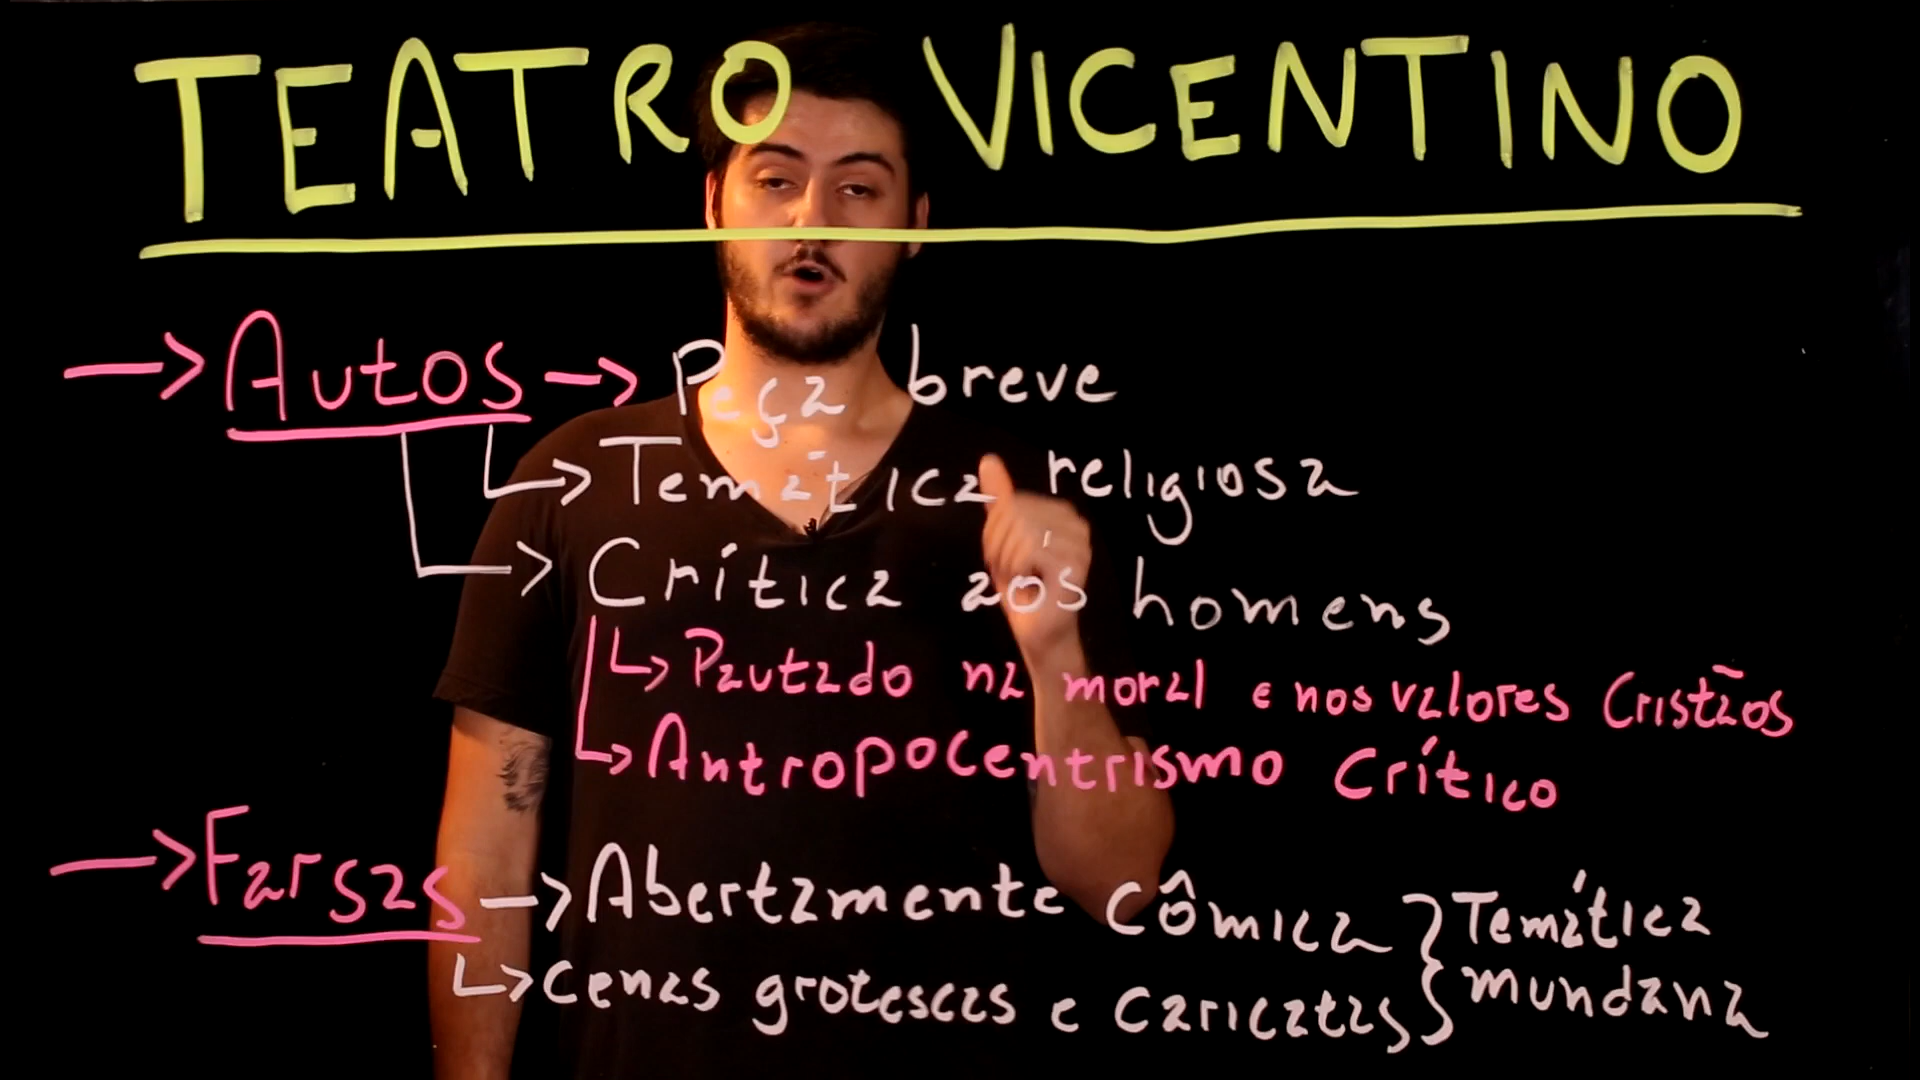 TEATRO VICENTINO
→ Autos → Peça breve
→ Temática religiosa
→ Crítica aos homens
→ Pautado na moral e nos valores Cristãos
→ Antropocentrismo Crítico
→ Farsas → Abertamente Cômica } Temática
→ Cenas grotescas e caricatas } mundana